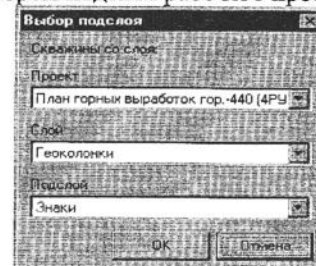 Выбор подслоя
Скважины со слоя:
Проект
План горных выработок гор.-440 (4РУ
Слой
Геоколонки
Подслой
Знаки
ОК Отмена